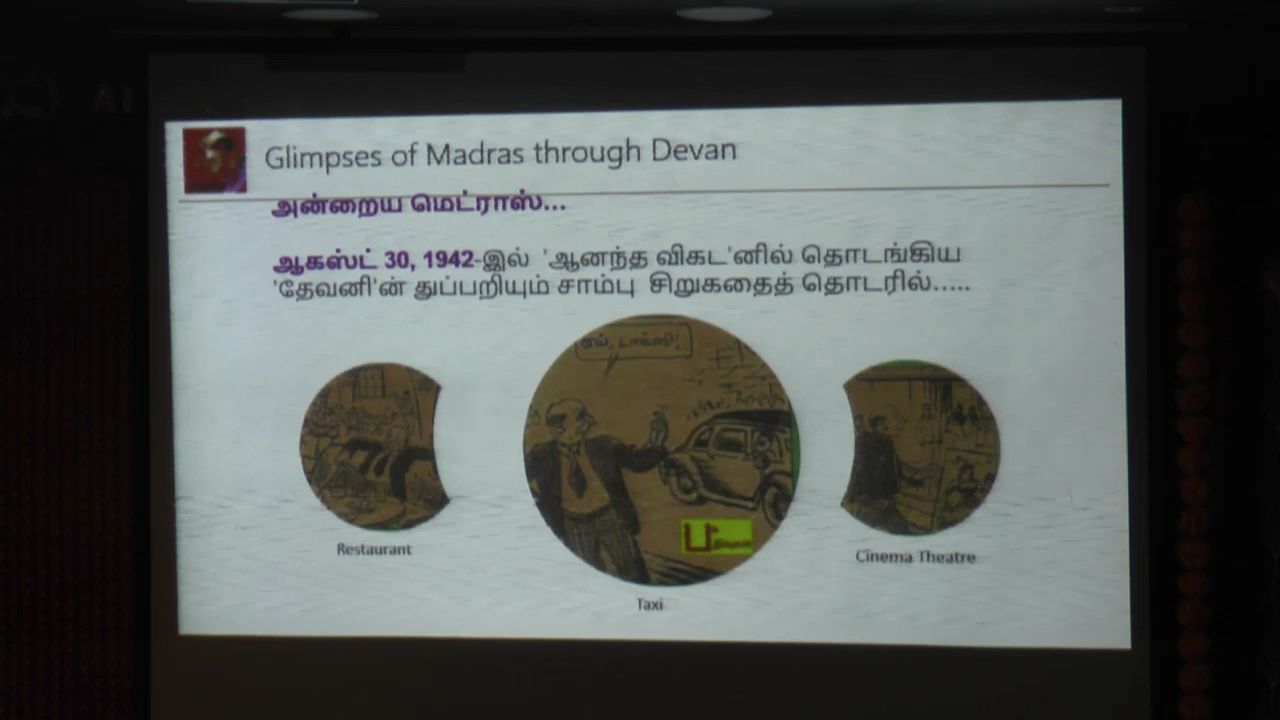 Glimpses of Madras through Devan
அன்றைய மெட்ராஸ்...
ஆகஸ்ட் 30, 1942-இல் 'ஆனந்த விகட'னில் தொடங்கிய
'தேவனி'ன் துப்பறியும் சாம்பு சிறுகதைத் தொடரில்.....
ஏய், டாக்ஸி!
Restaurant
Taxi
Cinema Theatre